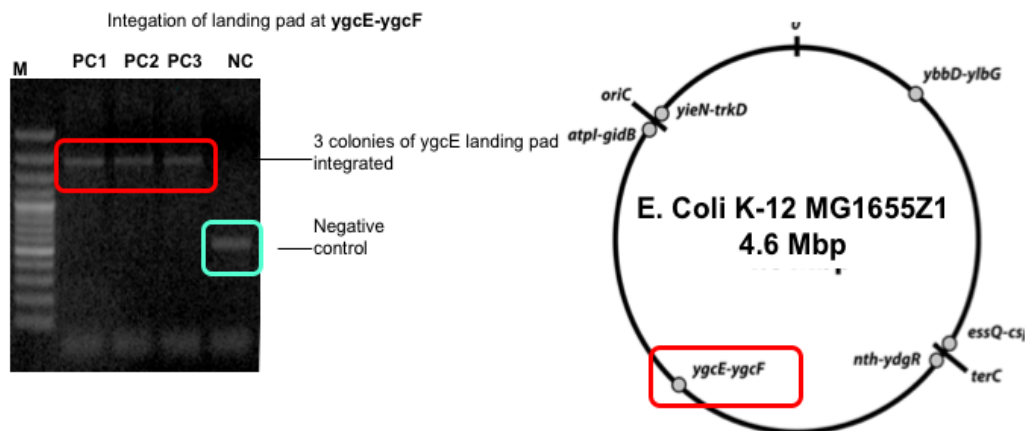 Integation of landing pad at ygcE-ygcF
M PC1 PC2 PC3 NC
3 colonies of ygcE landing pad
integrated
Negative
control
0
ybbD-ylbG
oriC
yieN-trkD
atpI-gidB
E. Coli K-12 MG1655Z1
4.6 Mbp
essQ-csp
ygcE-ygcF
nth-ydgR
terC